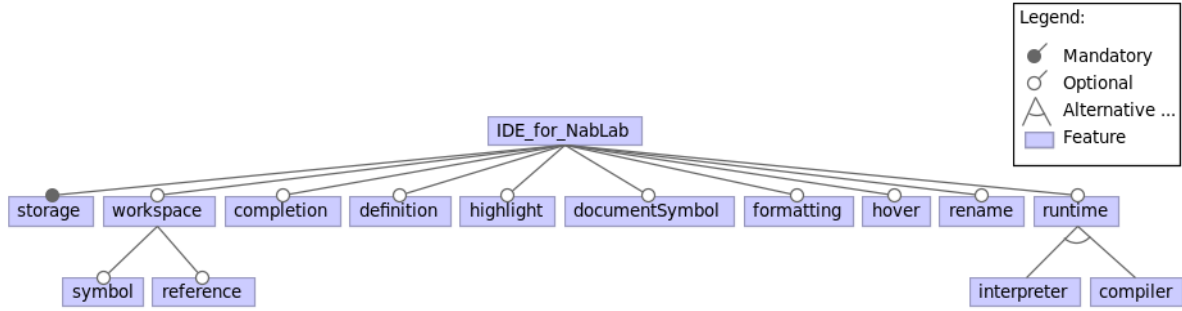 Legend:
Mandatory
Optional
Alternative ...
Feature
IDE_for_NabLab
storage workspace completion definition highlight documentSymbol formatting hover rename runtime
symbol reference interpreter compiler